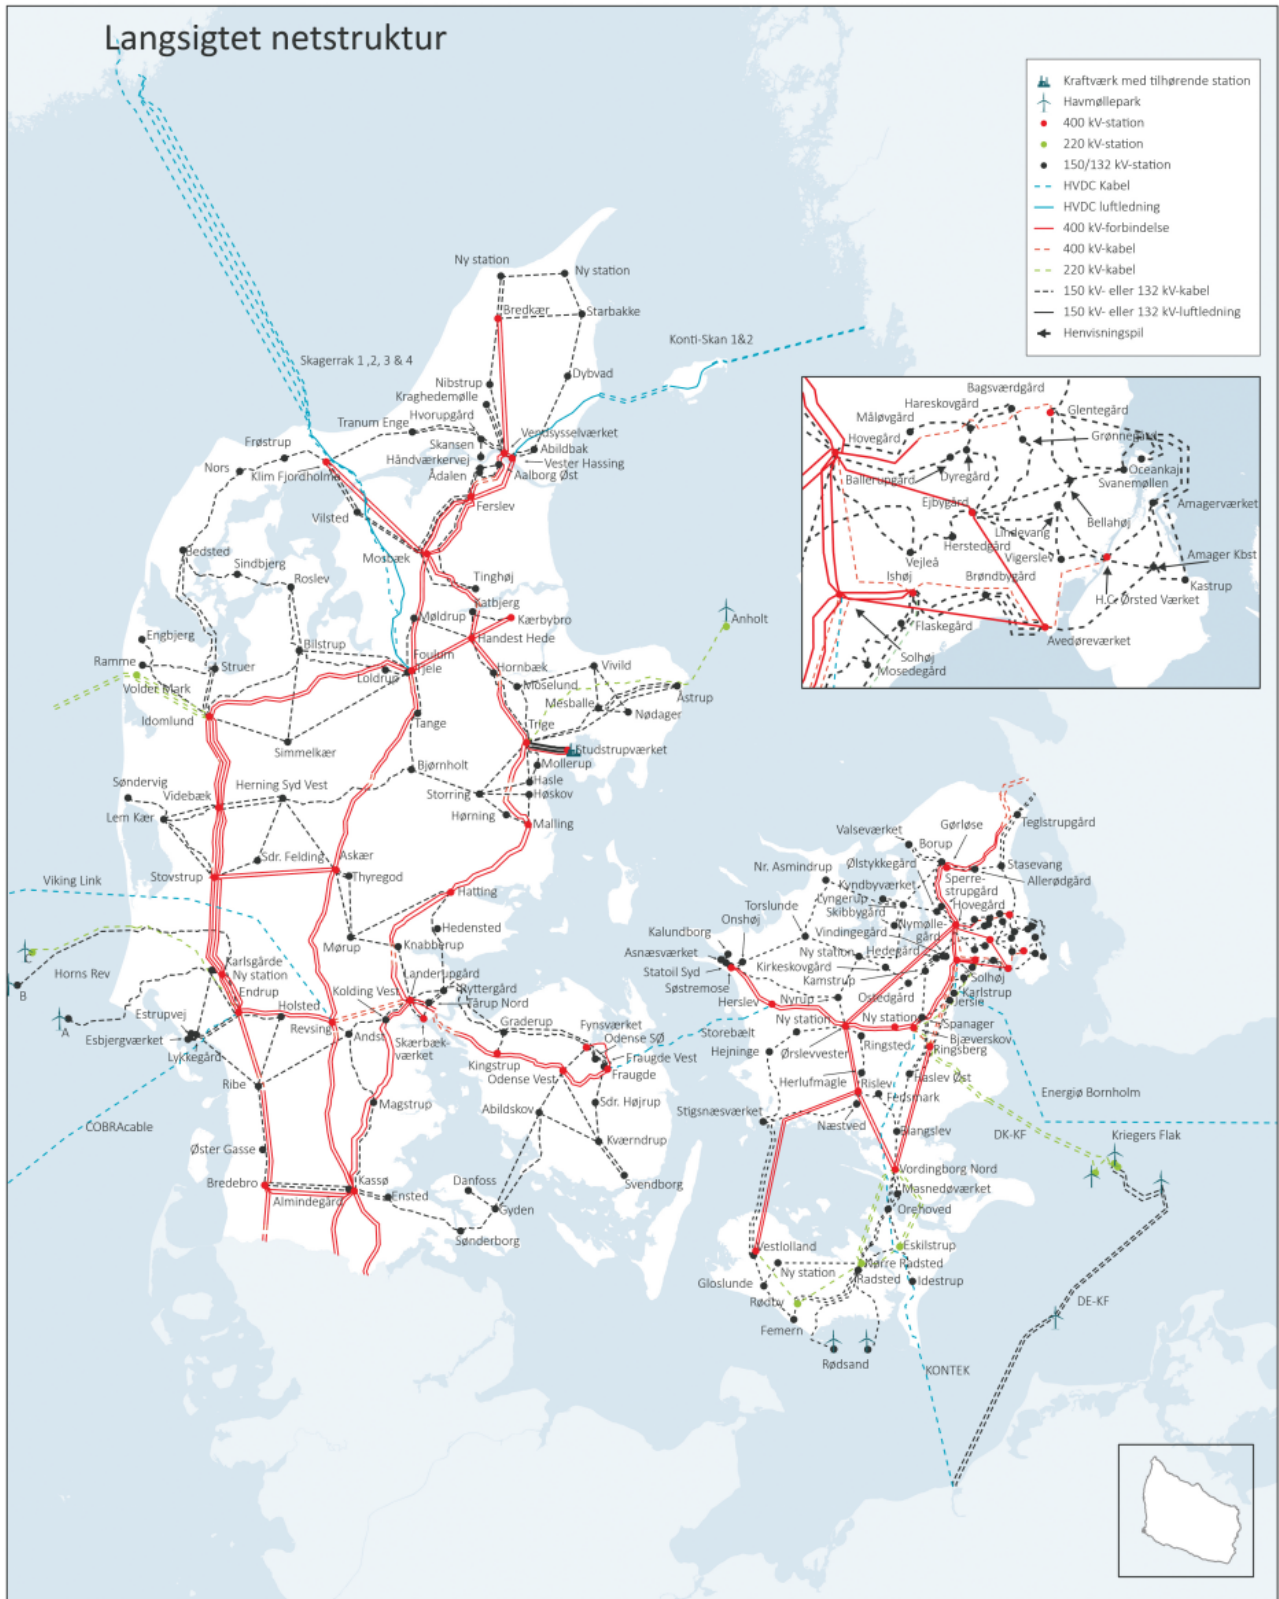 Langsigtet netstruktur
Kraftværk med tilhørende station
Havmøllepark
400 kV-station
220 kV-station
150/132 kV-station
HVDC Kabel
HVDC luftledning
400 kV-forbindelse
400 kV-kabel
220 kV-kabel
150 kV- eller 132 kV-kabel
150 kV- eller 132 kV-luftledning
Henvisningspil
Ny station
Ny station
Bredkær
Starbakke
Konti-Skan 1&2
Skagerrak 1 ,2, 3 & 4
Dybvad
Nibstrup
Kraghedemølle
Hvorupgård
Tranum Enge
Skansen
Vendsysselværket
Abildbak
Håndværkervej
Vester Hassing
Ådalen
Aalborg Øst
Frøstrup
Nors
Klim Fjordholme
Ferslev
Vilsted
Mosbæk
Bedsted
Sindbjerg
Roslev
Tinghøj
Katbjerg
Møldrup
Kærbybro
Handest Hede
Anholt
Engbjerg
Bilstrup
Foulum
Ramme
Struer
Loldrup
Tjele
Hornbæk
Vivild
Volder Mark
Moselund
Mesballe
Åstrup
Idomlund
Nødager
Tange
Trige
Simmelkær
Studstrupværket
Mollerup
Bjørnholt
Søndervig
Herning Syd Vest
Hasle
Videbæk
Storring
Høskov
Lem Kær
Hørning
Malling
Sdr. Felding
Askær
Stovstrup
Thyregod
Viking Link
Hatting
Hedensted
Mørup
Knabberup
Karlsgårde
Horns Rev
Ny station
Landerupgård
B
Endrup
Kolding Vest
Ryttergård
Holsted
Tårup Nord
A
Estrupvej
Revsing
Graderup
Fynsværket
Odense SØ
Esbjergværket
Andst
Skærbæk-
værket
Fraugde Vest
Lykkegård
Kingstrup
Odense Vest
Fraugde
Ribe
Magstrup
Abildskov
Sdr. Højrup
COBRAcable
Kværndrup
Øster Gasse
Svendborg
Bredebro
Kassø
Danfoss
Almindegård
Ensted
Gyden
Sønderborg
Bagsværdgård
Hareskovgård
Måløvgård
Glentegård
Hovegård
Grønnegård
Ballerupgård
Dyregård
Oceankaj
Svanemøllen
Ejbygård
Amagerværket
Bellahøj
Lindevang
Herstedgård
Vejleå
Vigerslev
Amager Kbst
Ishøj
Brøndbygård
Kastrup
H.C. Ørsted Værket
Flaskegård
Avedøreværket
Solhøj
Mosedegård
Teglstrupgård
Gørløse
Valseværket
Borup
Ølstykkegård
Stasevang
Nr. Asmindrup
Sperre-
strupgård
Allerødgård
Kyndbyværket
Lyngerup
Hovegård
Torslunde
Skibbygård
Onshøj
Nymølle-
gård
Vindingegård
Kalundborg
Ny station
Hedegård
Asnæsværket
Kirkeskovgård
Solhøj
Statoil Syd
Kamstrup
Karlstrup
Søstremose
Ostedgård
Jersie
Herslev
Nyrup
Ny station
Ny station
Spanager
Storebælt
Bjæverskov
Ringsted
Ringsberg
Hejninge
Ørslevvester
Haslev Øst
Herlufmagle
Rislev
Fedsmark
Energiø Bornholm
Stigsnæsværket
Næstved
DK-KF
Blangslev
Kriegers Flak
Vordingborg Nord
Masnedøværket
Orehoved
Vestlolland
Eskilstrup
Nørre Radsted
Ny station
Radsted
Gloslunde
Idestrup
Rødby
DE-KF
Femern
Rødsand
KONTEK